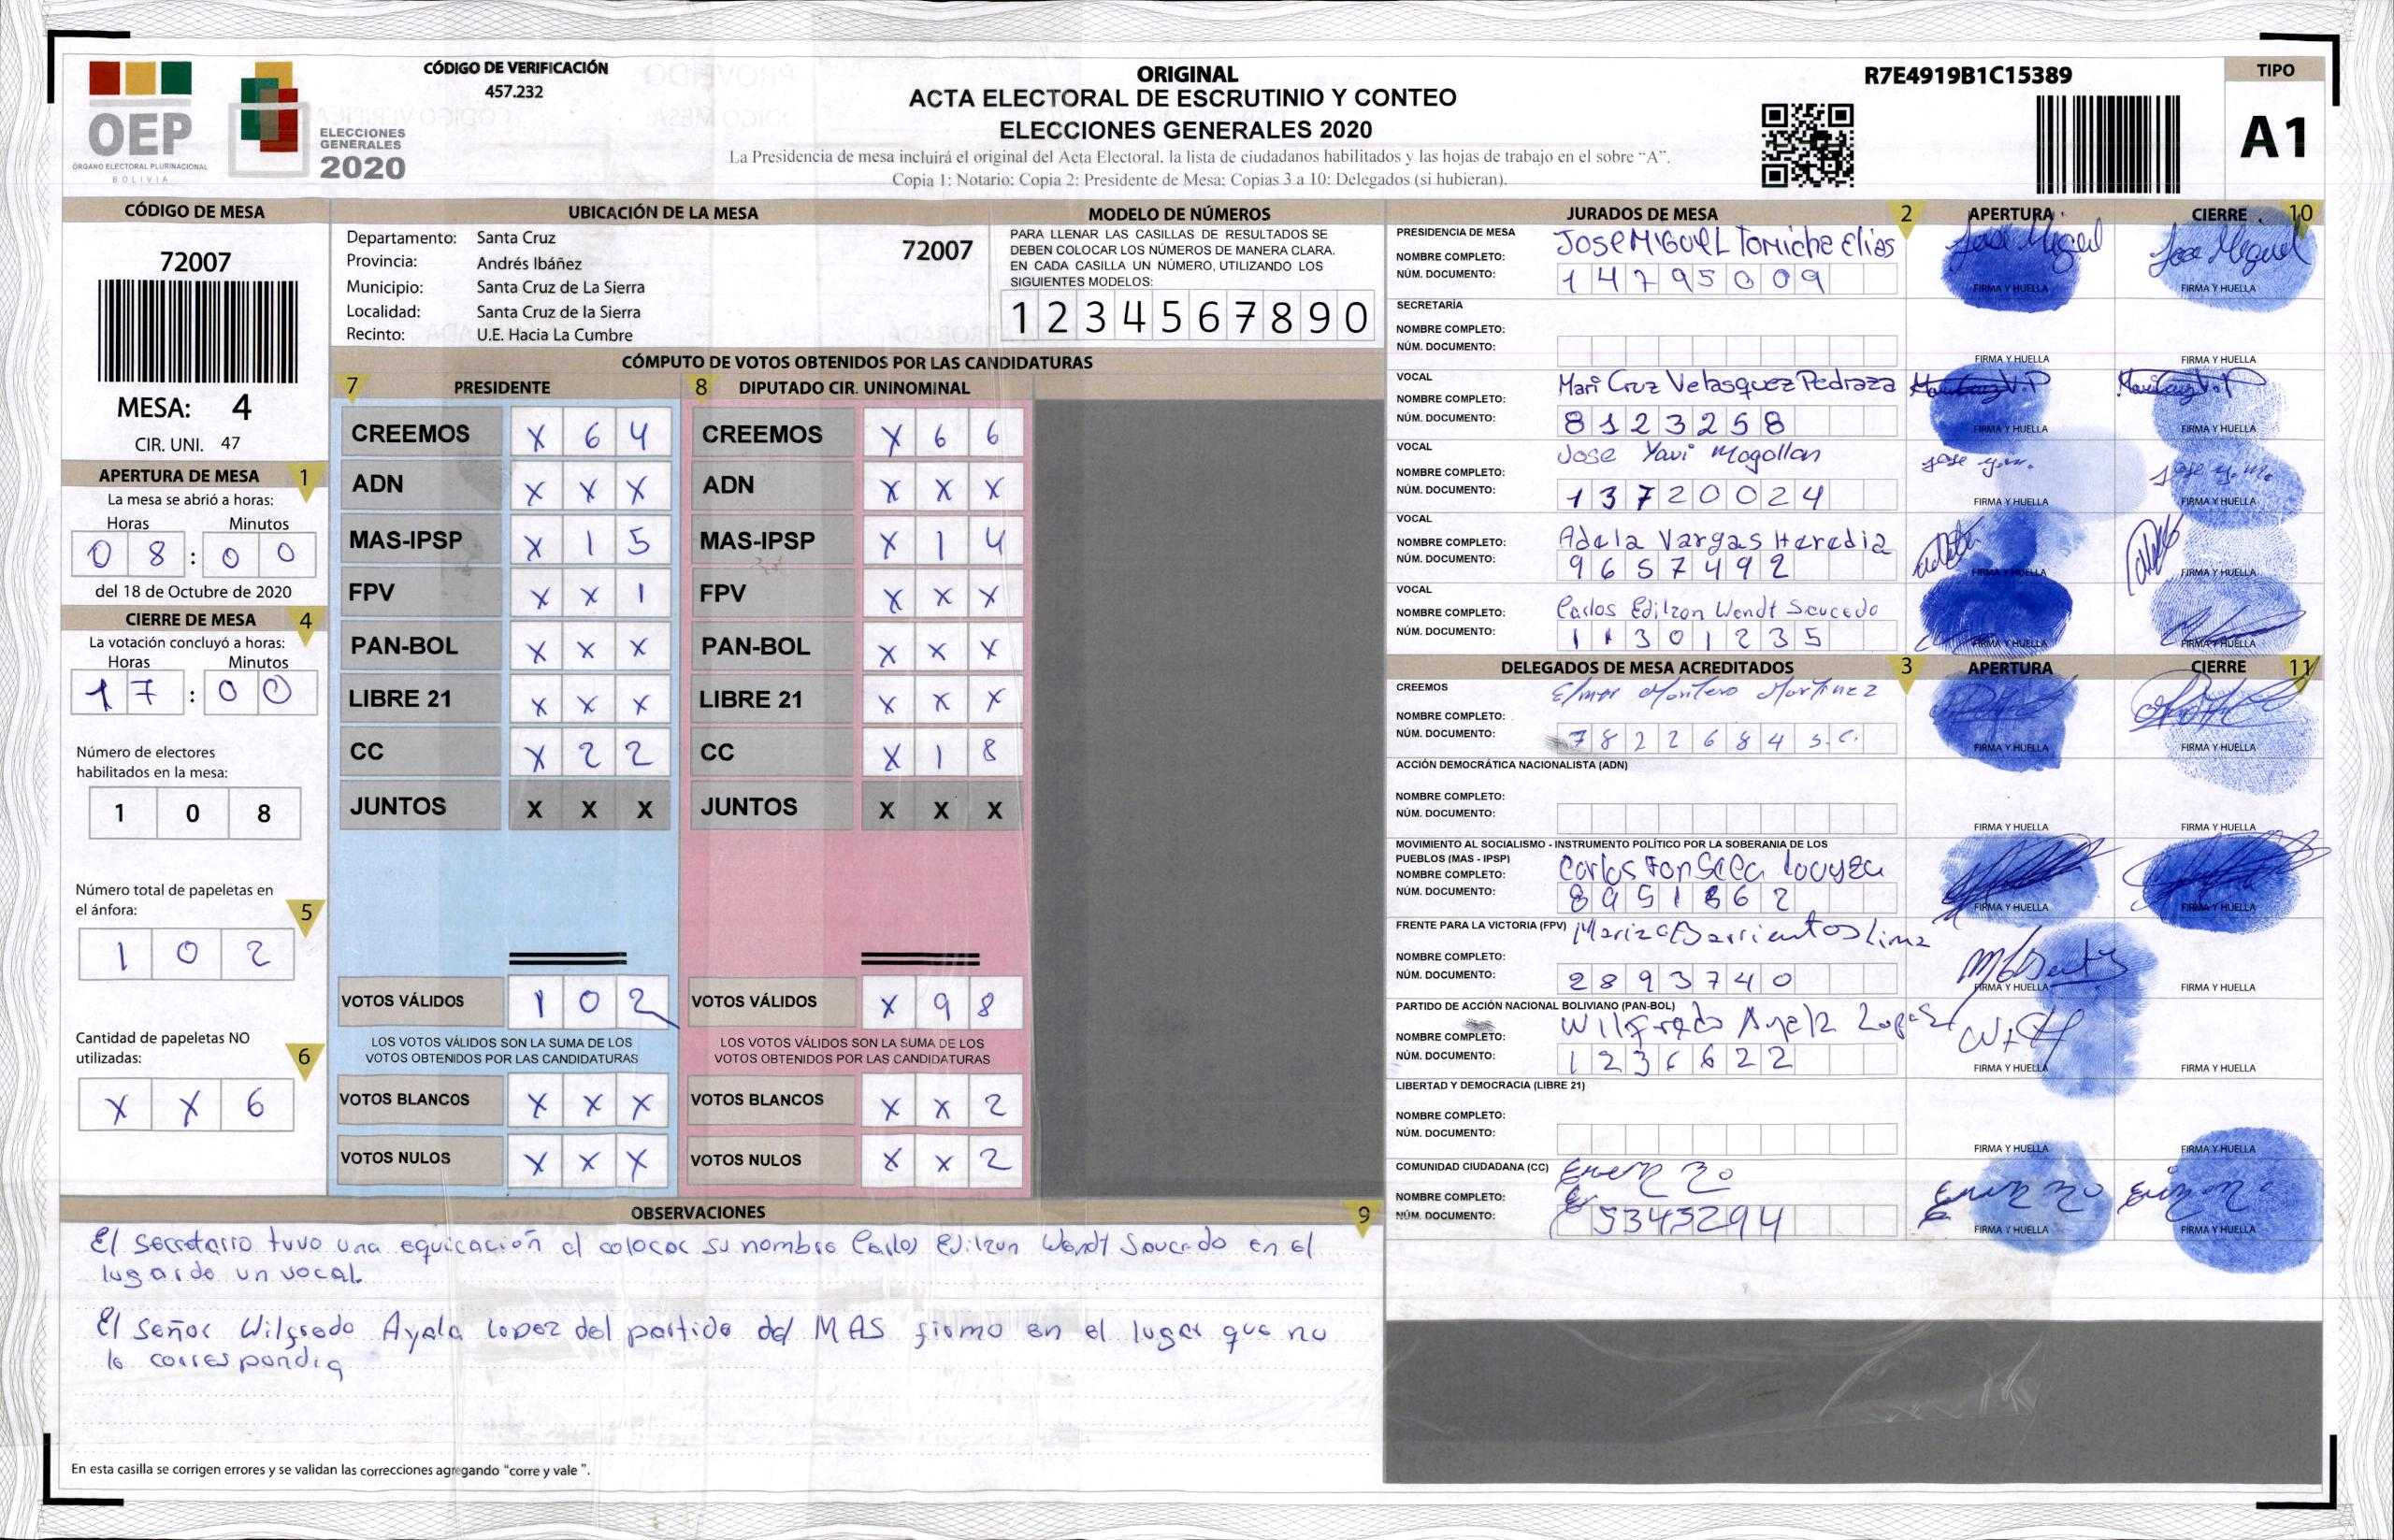 OEP
ÓRGANO ELECTORAL PLURINACIONAL
BOLIVIA
ELECCIONES
GENERALES
2020
CÓDIGO DE VERIFICACIÓN
457.232
ORIGINAL
ACTA ELECTORAL DE ESCRUTINIO Y CONTEO
ELECCIONES GENERALES 2020
La Presidencia de mesa incluirá el original del Acta Electoral, la lista de ciudadanos habilitados y las hojas de trabajo en el sobre “A”.
Copia 1: Notario: Copia 2: Presidente de Mesa: Copias 3 a 10: Delegados (si hubieran).
R7E4919B1C15389
TIPO
A1
CÓDIGO DE MESA
72007
MESA: 4
CIR. UNI. 47
APERTURA DE MESA 1
La mesa se abrió a horas:
Horas Minutos
0 8 : 0 0
del 18 de Octubre de 2020
CIERRE DE MESA 4
La votación concluyó a horas:
Horas Minutos
1 7 : 0 0
Número de electores
habilitados en la mesa:
1 0 8
Número total de papeletas en
el ánfora: 5
1 0 2
Cantidad de papeletas NO
utilizadas: 6
X X 6
UBICACIÓN DE LA MESA
Departamento: Santa Cruz
72007
Provincia: Andrés Ibáñez
Municipio: Santa Cruz de La Sierra
Localidad: Santa Cruz de la Sierra
Recinto: U.E. Hacia La Cumbre
MODELO DE NÚMEROS
PARA LLENAR LAS CASILLAS DE RESULTADOS SE
DEBEN COLOCAR LOS NÚMEROS DE MANERA CLARA.
EN CADA CASILLA UN NÚMERO, UTILIZANDO LOS
SIGUIENTES MODELOS:
1 2 3 4 5 6 7 8 9 0
CÓMPUTO DE VOTOS OBTENIDOS POR LAS CANDIDATURAS
7 PRESIDENTE
CREEMOS X 6 4
ADN X X X
MAS-IPSP X 1 5
FPV X X 1
PAN-BOL X X X
LIBRE 21 X X X
CC X 2 2
JUNTOS X X X
VOTOS VÁLIDOS 1 0 2
LOS VOTOS VÁLIDOS SON LA SUMA DE LOS
VOTOS OBTENIDOS POR LAS CANDIDATURAS
VOTOS BLANCOS X X X
VOTOS NULOS X X X
8 DIPUTADO CIR. UNINOMINAL
CREEMOS X 6 6
ADN X X X
MAS-IPSP X 1 4
FPV X X X
PAN-BOL X X X
LIBRE 21 X X X
CC X 1 8
JUNTOS X X X
VOTOS VÁLIDOS X 9 8
LOS VOTOS VÁLIDOS SON LA SUMA DE LOS
VOTOS OBTENIDOS POR LAS CANDIDATURAS
VOTOS BLANCOS X X 2
VOTOS NULOS X X 2
OBSERVACIONES 9
El secretario tuvo una equicación al colocar su nombre Carlos Edilzon Wendt Saucedo en el
lugar de un vocal.
El señor Wilfredo Ayala Lopez del partido del MAS firmo en el lugar que no
le correspondia
En esta casilla se corrigen errores y se validan las correcciones agregando “corre y vale”.
JURADOS DE MESA 2 APERTURA CIERRE 10
PRESIDENCIA DE MESA
NOMBRE COMPLETO: Jose Miguel Tomicha Elias Jose Miguel Jose Miguel
NÚM. DOCUMENTO: 1 4 7 9 5 0 0 9
FIRMA Y HUELLA FIRMA Y HUELLA
SECRETARÍA
NOMBRE COMPLETO:
NÚM. DOCUMENTO:
FIRMA Y HUELLA FIRMA Y HUELLA
VOCAL
NOMBRE COMPLETO: Mari Cruz Velasquez Pedraza
NÚM. DOCUMENTO: 8 1 2 3 2 5 8
FIRMA Y HUELLA FIRMA Y HUELLA
VOCAL
NOMBRE COMPLETO: Jose Yavi Mogollan
NÚM. DOCUMENTO: 1 3 7 2 0 0 2 4
FIRMA Y HUELLA FIRMA Y HUELLA
VOCAL
NOMBRE COMPLETO: Adela Vargas Heredia
NÚM. DOCUMENTO: 9 6 5 7 4 9 2
FIRMA Y HUELLA FIRMA Y HUELLA
VOCAL
NOMBRE COMPLETO: Carlos Edilzon Wendt Saucedo
NÚM. DOCUMENTO: 1 1 3 0 1 2 3 5
FIRMA Y HUELLA FIRMA Y HUELLA
DELEGADOS DE MESA ACREDITADOS 3 APERTURA CIERRE 11
CREEMOS
NOMBRE COMPLETO: Elmer Montero Martinez
NÚM. DOCUMENTO: 7 8 2 2 6 8 4 S.C.
FIRMA Y HUELLA FIRMA Y HUELLA
ACCIÓN DEMOCRÁTICA NACIONALISTA (ADN)
NOMBRE COMPLETO:
NÚM. DOCUMENTO:
FIRMA Y HUELLA FIRMA Y HUELLA
MOVIMIENTO AL SOCIALISMO - INSTRUMENTO POLÍTICO POR LA SOBERANIA DE LOS
PUEBLOS (MAS - IPSP)
NOMBRE COMPLETO: Carlos Fonseca
NÚM. DOCUMENTO: 8 9 5 1 8 6 2
FIRMA Y HUELLA FIRMA Y HUELLA
FRENTE PARA LA VICTORIA (FPV)
NOMBRE COMPLETO: Barrientos Lima
NÚM. DOCUMENTO: 2 8 9 3 7 4 0
FIRMA Y HUELLA FIRMA Y HUELLA
PARTIDO DE ACCIÓN NACIONAL BOLIVIANO (PAN-BOL)
NOMBRE COMPLETO: Wilfredo Ayala Lopez
NÚM. DOCUMENTO: 1 2 3 6 6 2 2
FIRMA Y HUELLA FIRMA Y HUELLA
LIBERTAD Y DEMOCRACIA (LIBRE 21)
NOMBRE COMPLETO:
NÚM. DOCUMENTO:
FIRMA Y HUELLA FIRMA Y HUELLA
COMUNIDAD CIUDADANA (CC)
NOMBRE COMPLETO:
NÚM. DOCUMENTO: 5 3 4 5 2 9 4
FIRMA Y HUELLA FIRMA Y HUELLA